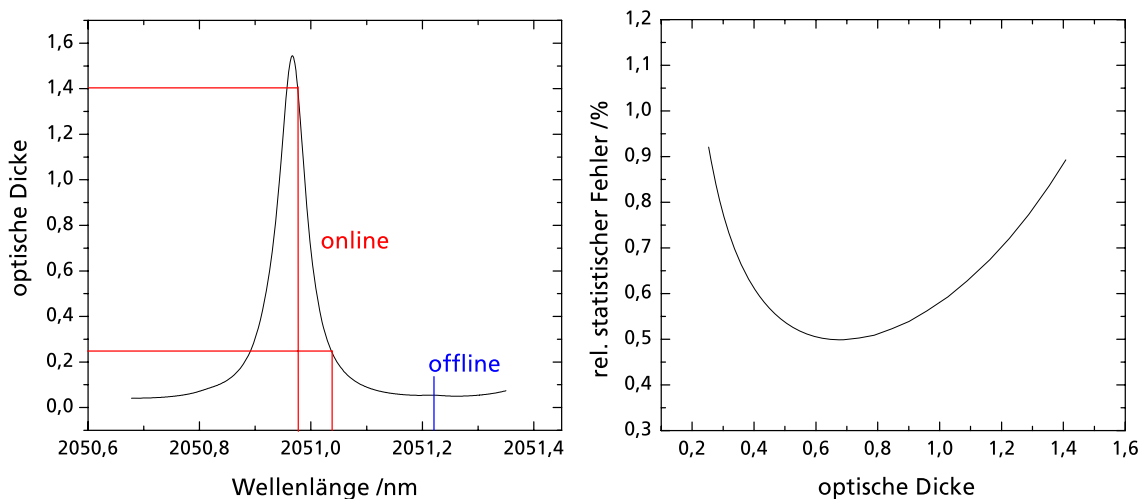 optische Dicke
1,6
1,4
1,2
1,0
0,8
0,6
0,4
0,2
0,0
online
offline
2050,6 2050,8 2051,0 2051,2 2051,4
Wellenlänge /nm
rel. statistischer Fehler /%
1,2
1,1
1,0
0,9
0,8
0,7
0,6
0,5
0,4
0,3
0,2 0,4 0,6 0,8 1,0 1,2 1,4 1,6
optische Dicke